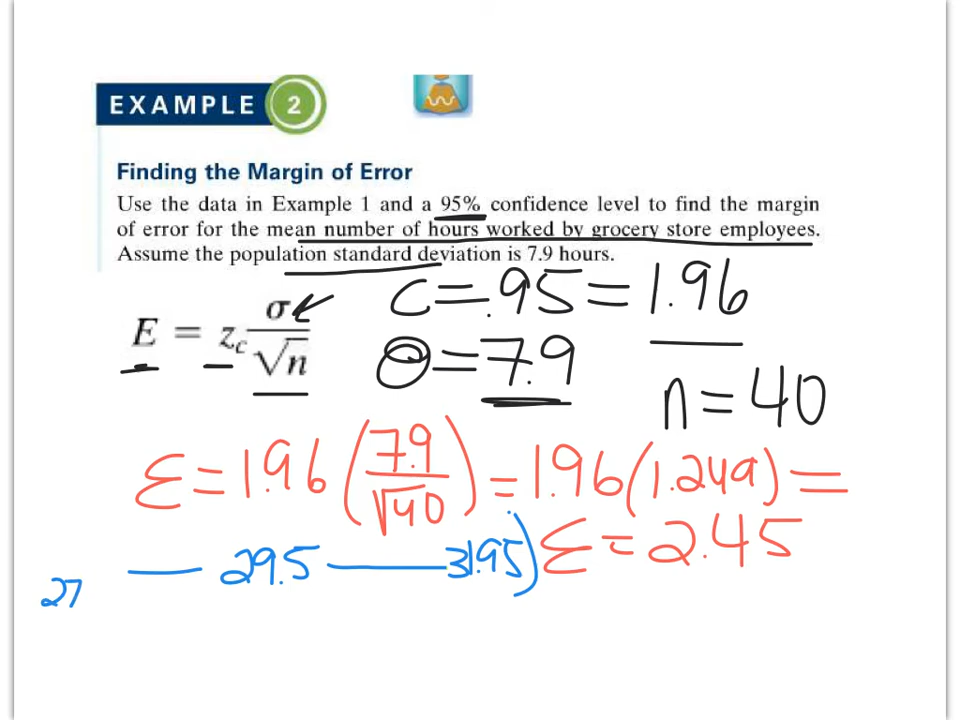 EXAMPLE 2
Finding the Margin of Error
Use the data in Example 1 and a 95% confidence level to find the margin
of error for the mean number of hours worked by grocery store employees.
Assume the population standard deviation is 7.9 hours.
C = .95 = 1.96
E = z_c σ/√n
σ = 7.9
n = 40
E = 1.96 (7.9/√40) = 1.96(1.249) =
E = 2.45
27 — 29.5 — 31.95)